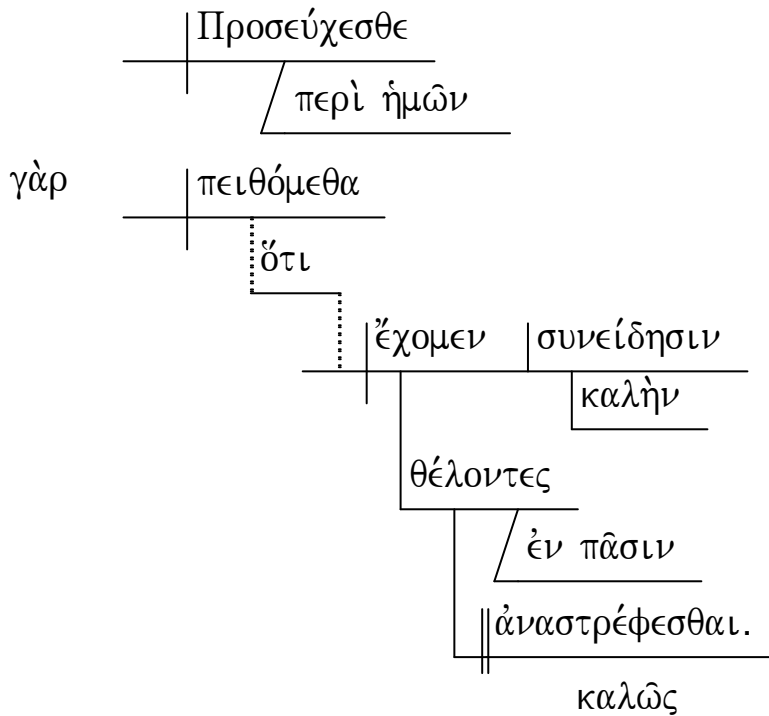 Προσεύχεσθε
περὶ ἡμῶν
γὰρ πειθόμεθα
ὅτι
ἔχομεν συνείδησιν
καλὴν
θέλοντες
ἐν πᾶσιν
ἀναστρέφεσθαι.
καλῶς